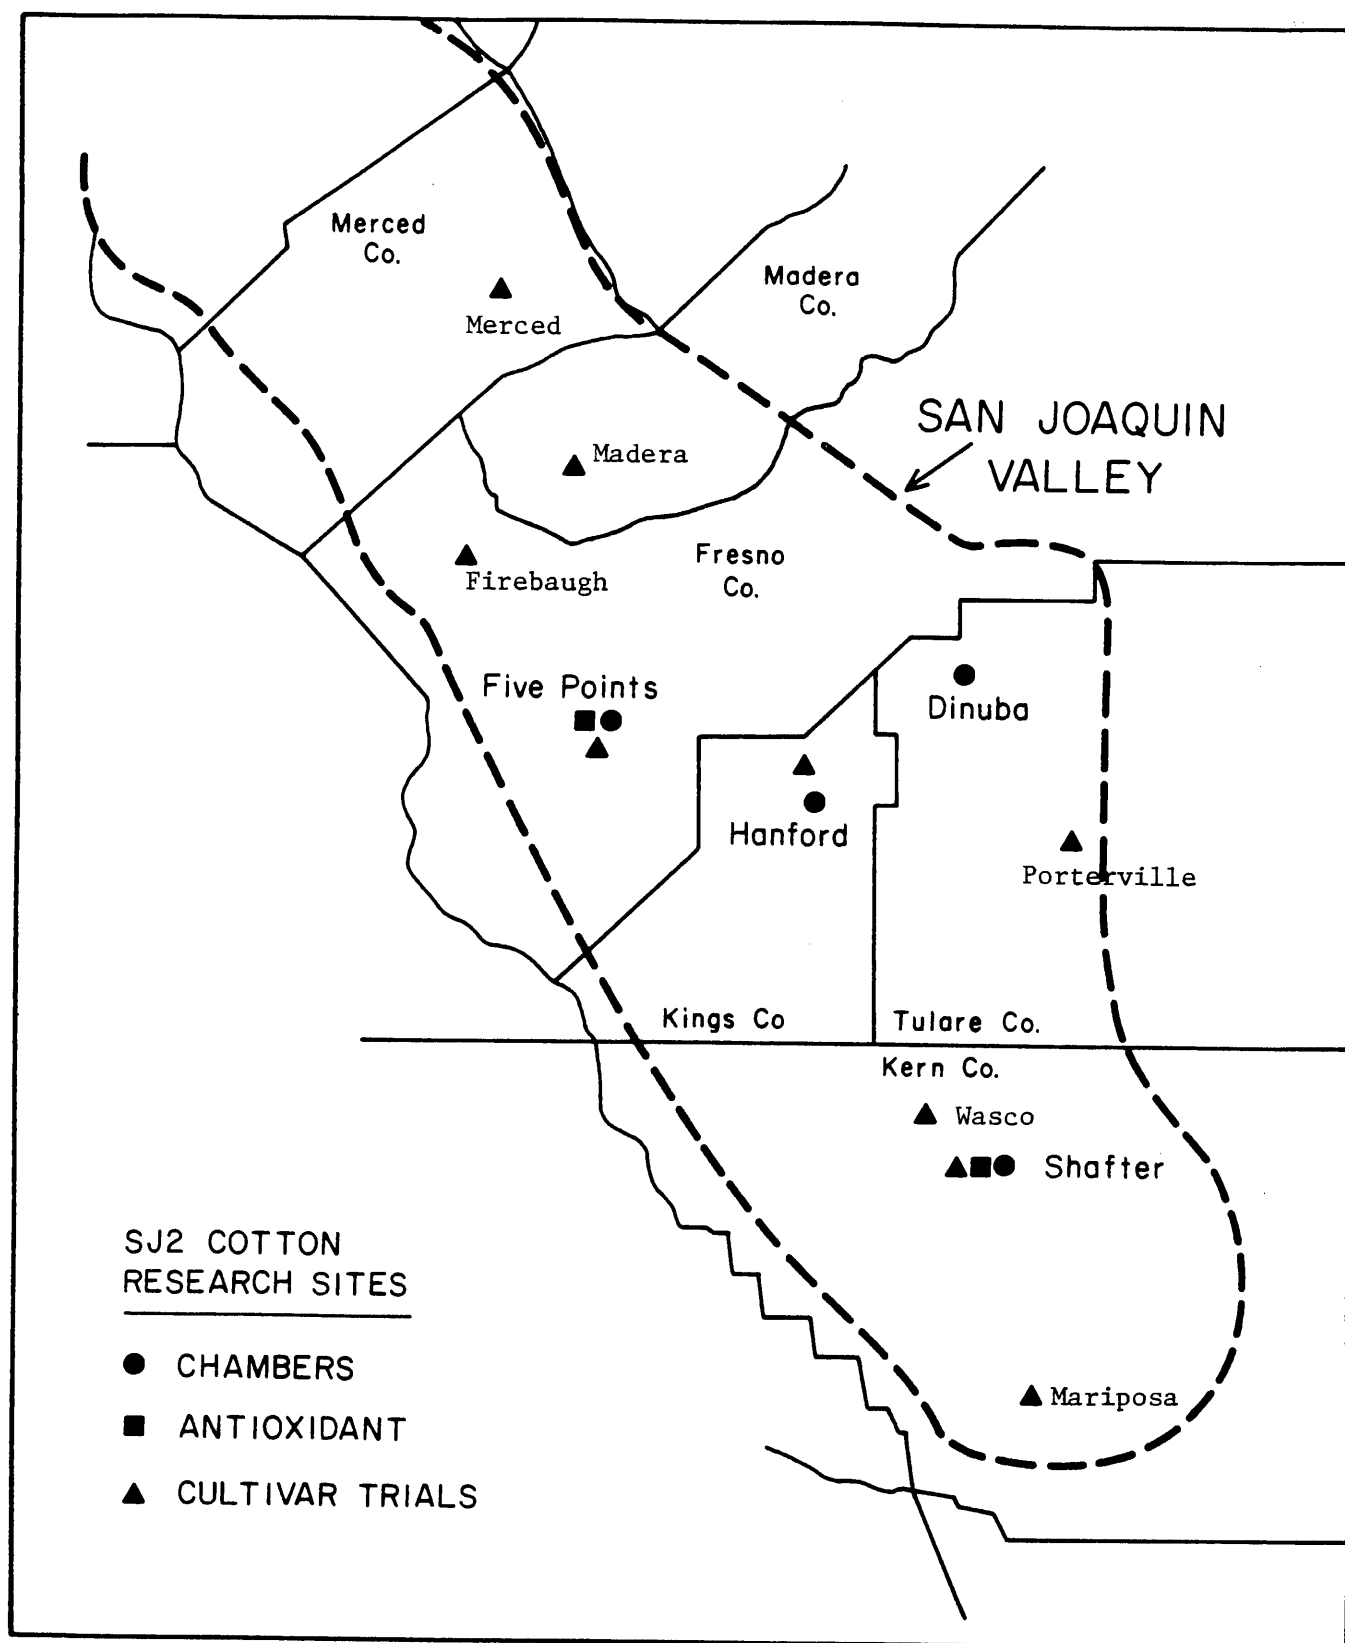 Merced
Co.
Madera
Co.
Merced
SAN JOAQUIN
VALLEY
Madera
Fresno
Co.
Firebaugh
Five Points
Dinuba
Hanford
Porterville
Kings Co
Tulare Co.
Kern Co.
Wasco
Shafter
SJ2 COTTON
RESEARCH SITES
CHAMBERS
ANTIOXIDANT
CULTIVAR TRIALS
Mariposa